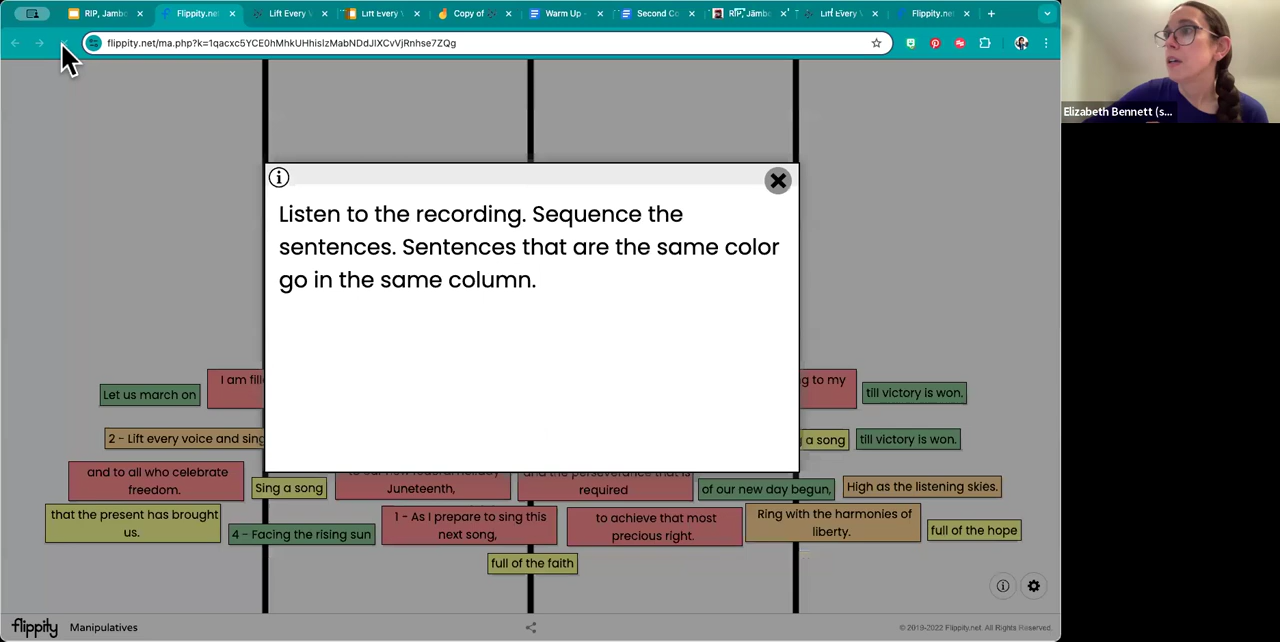 RIP, Jamb
Flippity.net
Lift Every
Lift Every
Copy of
Warm Up -
Second Co
RIP, Jamb
Lift Every
Flippity.net
flippity.net/ma.php?k=1qacxc5YCE0hMhkUHhisIzMabNDdJIXCvVjRnhse7ZQg
Elizabeth Bennett (s...
Listen to the recording. Sequence the
sentences. Sentences that are the same color
go in the same column.
Let us march on
I am fill
g to my
till victory is won.
2 - Lift every voice and sing
a song
till victory is won.
and to all who celebrate
freedom.
Sing a song
Juneteenth,
and the perseverance that is
required
of our new day begun,
High as the listening skies.
that the present has brought
us.
4 - Facing the rising sun
1 - As I prepare to sing this
next song,
to achieve that most
precious right.
Ring with the harmonies of
liberty.
full of the hope
full of the faith
flippity
Manipulatives
© 2018-2022 Flippity.net. All Rights Reserved.